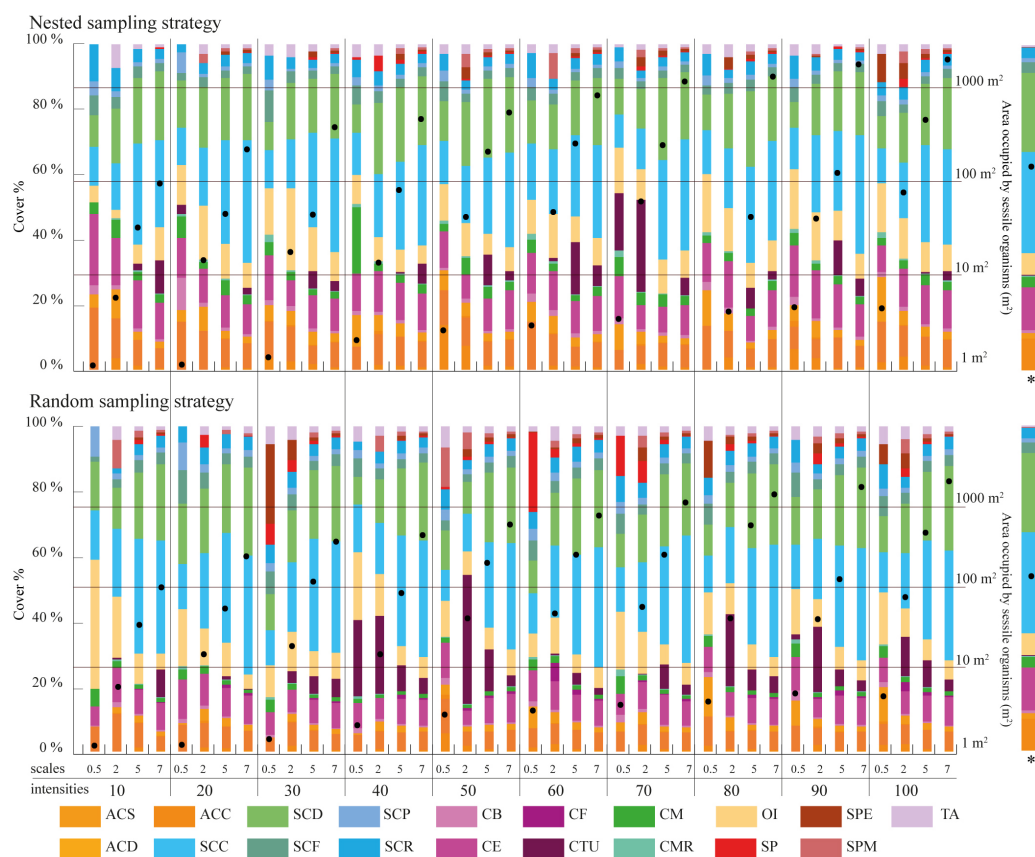 Nested sampling strategy
100 %
80 %
60 %
40 %
20 %
0 %
Cover %
1000 m²
100 m²
10 m²
1 m²
Area occupied by sessile organisms (m²)
*
Random sampling strategy
100 %
80 %
60 %
40 %
20 %
0 %
Cover %
1000 m²
100 m²
10 m²
1 m²
Area occupied by sessile organisms (m²)
*
scales 0.5 2 5 7 0.5 2 5 7 0.5 2 5 7 0.5 2 5 7 0.5 2 5 7 0.5 2 5 7 0.5 2 5 7 0.5 2 5 7 0.5 2 5 7 0.5 2 5 7
intensities 10 20 30 40 50 60 70 80 90 100
ACS ACC SCD SCP CB CF CM OI SPE TA
ACD SCC SCF SCR CE CTU CMR SP SPM